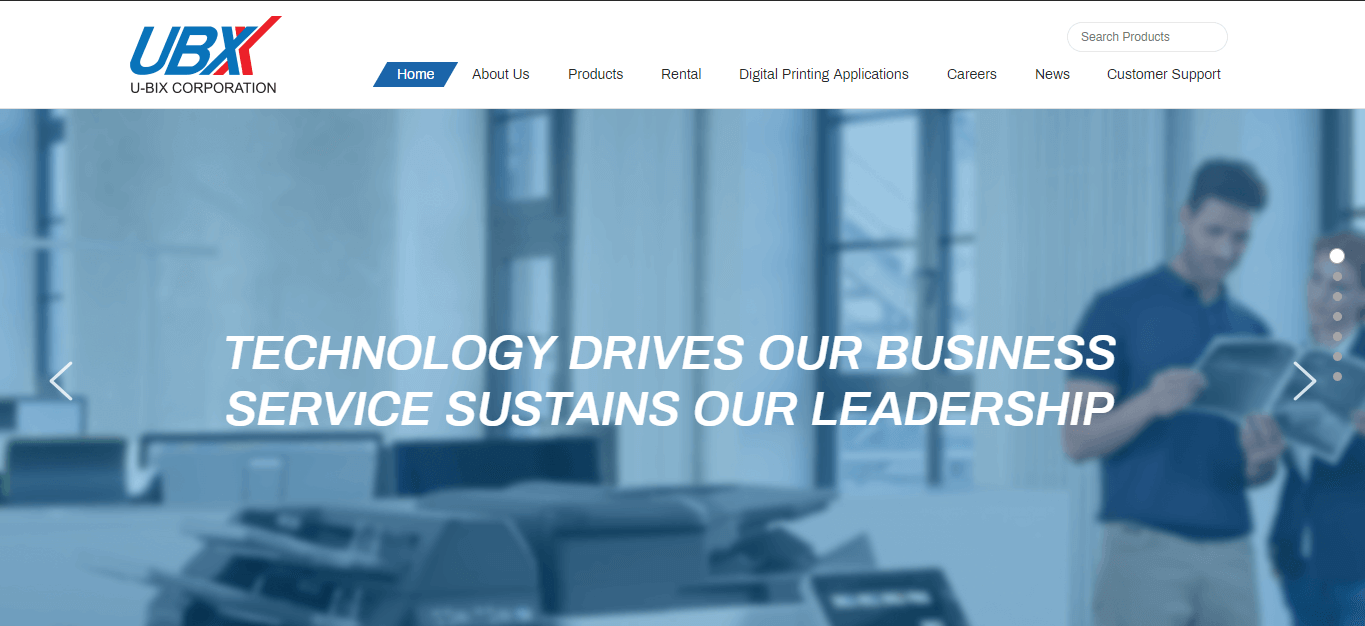 UBX
U-BIX CORPORATION
Search Products
Home About Us Products Rental Digital Printing Applications Careers News Customer Support
TECHNOLOGY DRIVES OUR BUSINESS
SERVICE SUSTAINS OUR LEADERSHIP